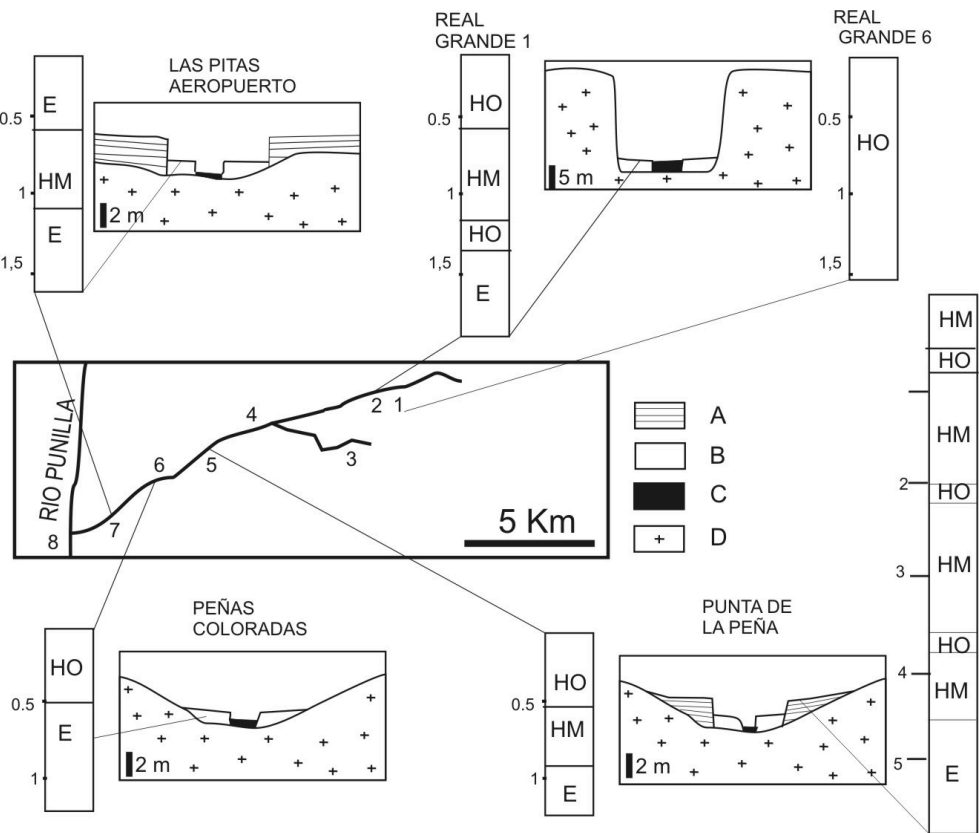 LAS PITAS
AEROPUERTO
E
HM
E
0.5
1
1,5
2 m
REAL
GRANDE 1
HO
HM
HO
E
0.5
1
1,5
5 m
REAL
GRANDE 6
HO
0.5
1
1,5
RIO PUNILLA
1
2
3
4
5
6
7
8
5 Km
A
B
C
+ D
HM
HO
HM
HO
HM
HO
HM
E
2
3
4
5
PEÑAS
COLORADAS
HO
E
0.5
1
2 m
PUNTA DE
LA PEÑA
HO
HM
E
0.5
1
2 m